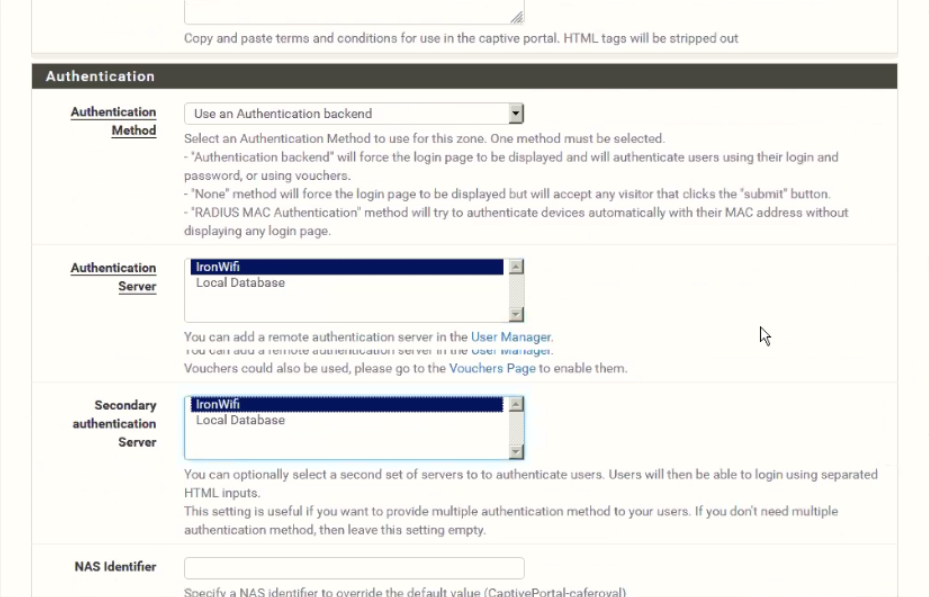 Copy and paste terms and conditions for use in the captive portal. HTML tags will be stripped out
Authentication
Authentication
Method
Use an Authentication backend
Select an Authentication Method to use for this zone. One method must be selected.
- "Authentication backend" will force the login page to be displayed and will authenticate users using their login and
password, or using vouchers.
- "None" method will force the login page to be displayed but will accept any visitor that clicks the "submit" button.
- "RADIUS MAC Authentication" method will try to authenticate devices automatically with their MAC address without
displaying any login page.
Authentication
Server
IronWifi
Local Database
You can add a remote authentication server in the User Manager.
You can add a remote authentication server in the User Manager.
Vouchers could also be used, please go to the Vouchers Page to enable them.
Secondary
authentication
Server
IronWifi
Local Database
You can optionally select a second set of servers to to authenticate users. Users will then be able to login using separated
HTML inputs.
This setting is useful if you want to provide multiple authentication method to your users. If you don't need multiple
authentication method, then leave this setting empty.
NAS Identifier
Specify a NAS identifier to override the default value (CaptivePortal-caferoyal)